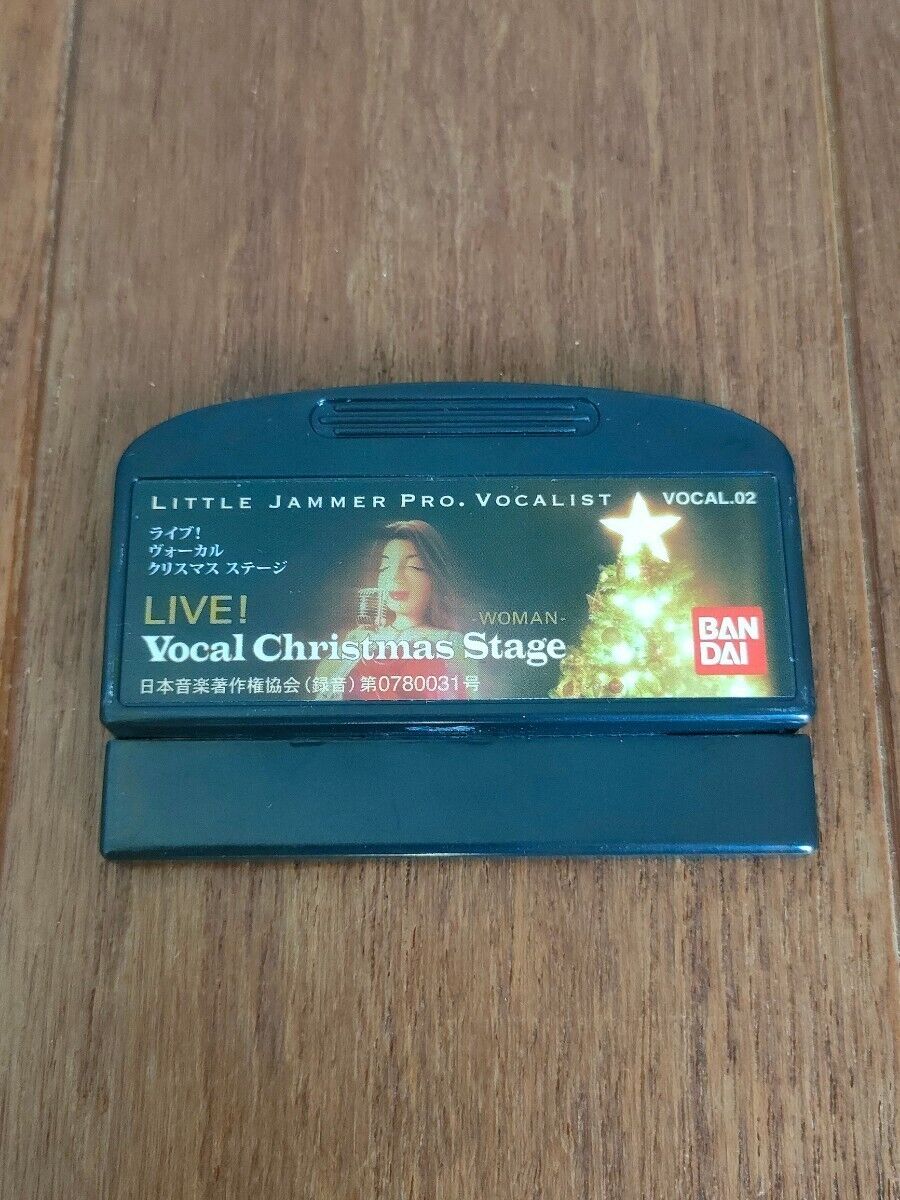 LITTLE JAMMER PRO. VOCALIST
VOCAL.02
ライブ!
ヴォーカル
クリスマス ステージ
LIVE!
-WOMAN-
Vocal Christmas Stage
BAN
DAI
日本音楽著作権協会(録音)第0780031号